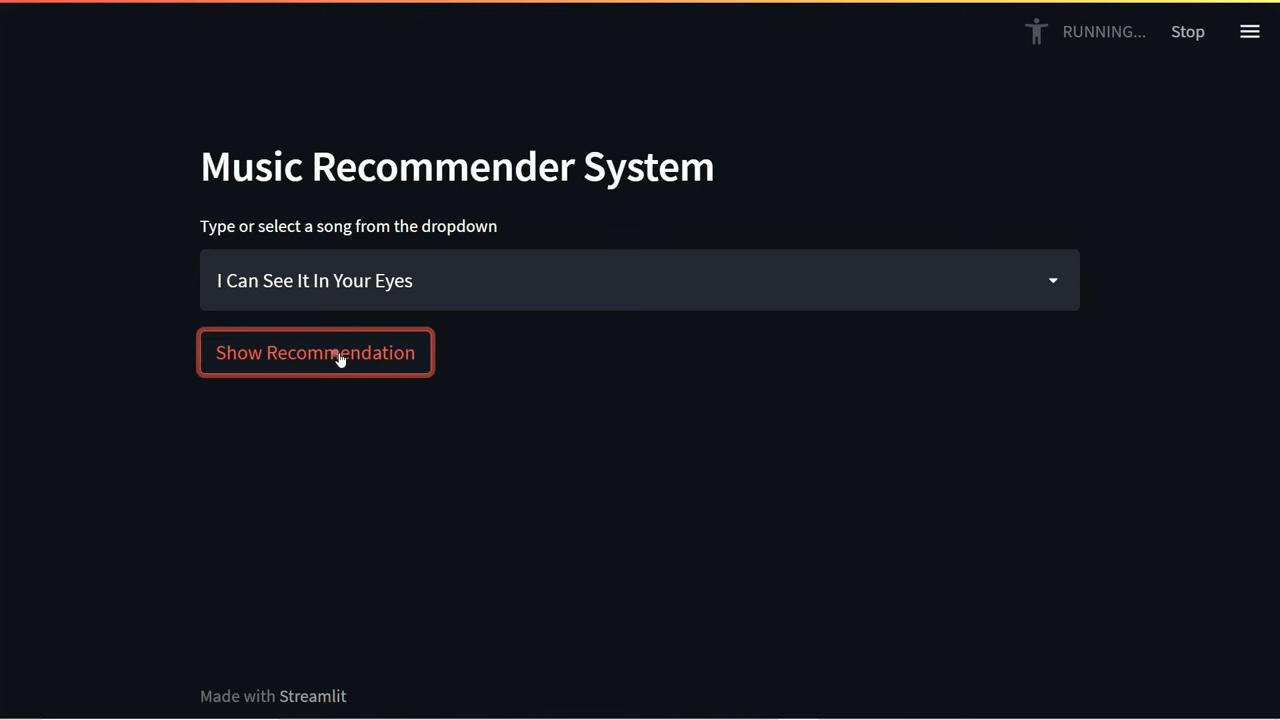 RUNNING... Stop
Music Recommender System
Type or select a song from the dropdown
I Can See It In Your Eyes
Show Recommendation
Made with Streamlit